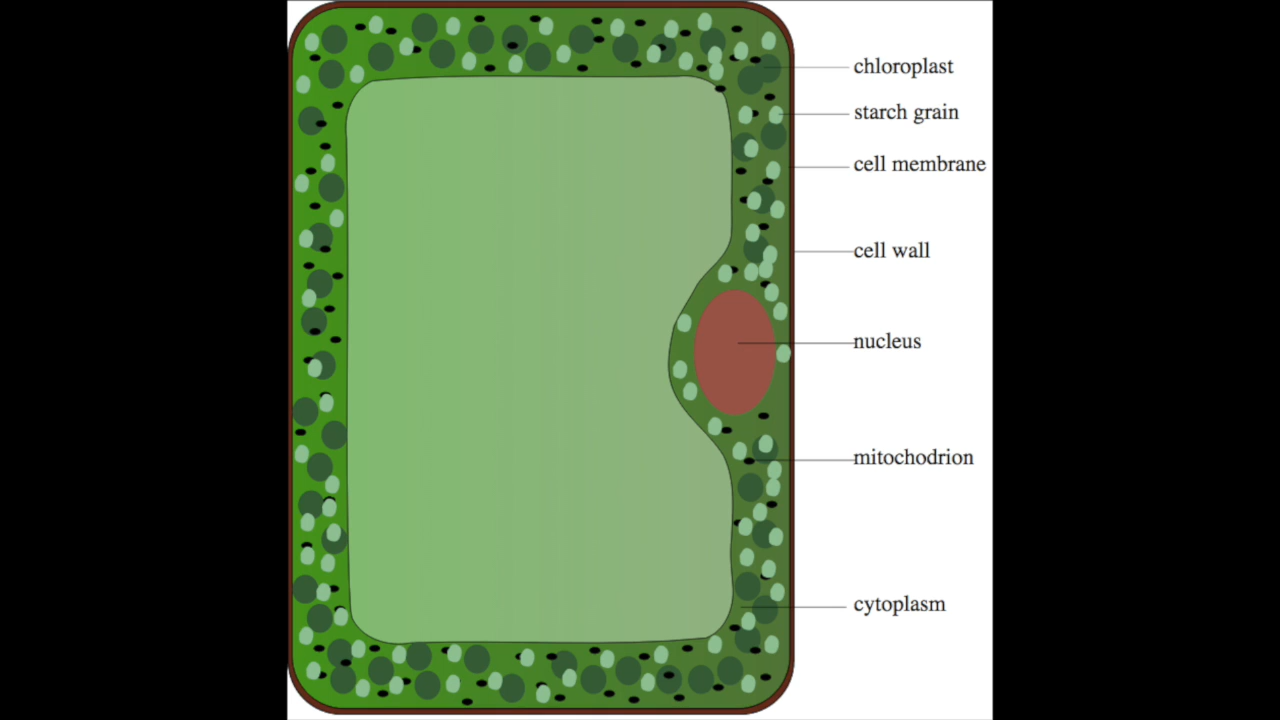 chloroplast
starch grain
cell membrane
cell wall
nucleus
mitochodrion
cytoplasm